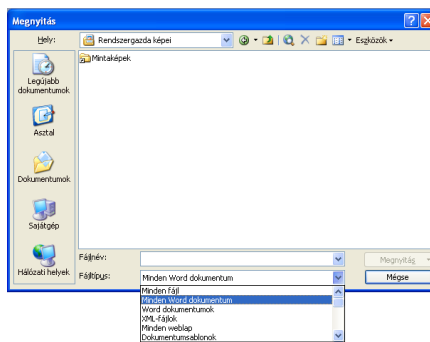 Megnyitás
Hely:
Rendszergazda képei
Eszközök
Mintaképek
Legújabb
dokumentumok
Asztal
Dokumentumok
Sajátgép
Hálózati helyek
Fájlnév:
Megnyitás
Fájltípus:
Minden Word dokumentum
Mégse
Minden fájl
Minden Word dokumentum
Word dokumentumok
XML-fájlok
Minden weblap
Dokumentumsablonok